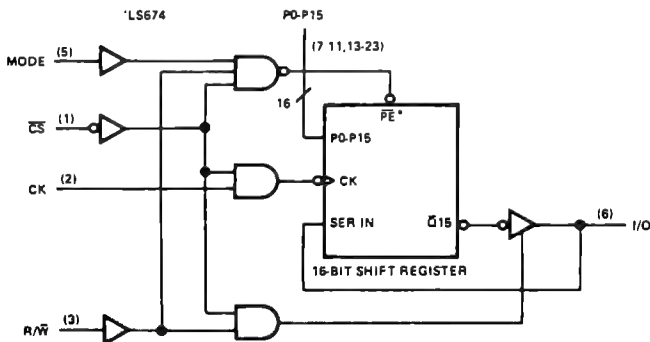 'LS674
P0-P15
(7 11,13-23)
MODE (5)
16
PE*
CS (1)
P0-P15
CK (2)
CK
SER IN
Q15
(6)
I/O
16-BIT SHIFT REGISTER
R/W (3)